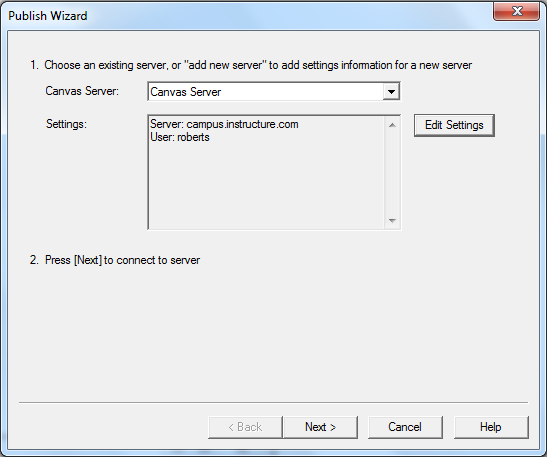 Publish Wizard
1. Choose an existing server, or "add new server" to add settings information for a new server
Canvas Server: Canvas Server
Settings: Server: campus.instructure.com
User: roberts
Edit Settings
2. Press [Next] to connect to server
< Back Next > Cancel Help